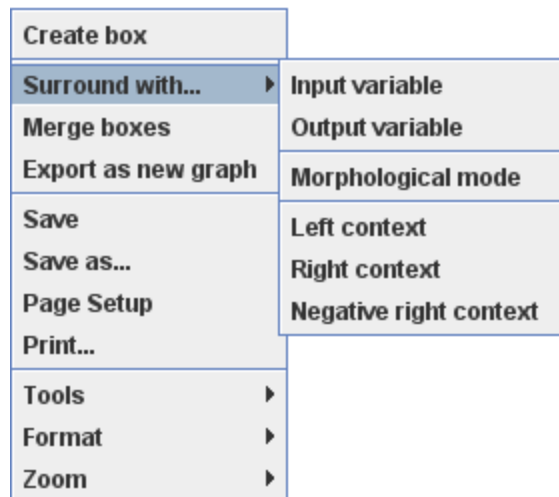 Create box
Surround with...
Merge boxes
Export as new graph
Save
Save as...
Page Setup
Print...
Tools
Format
Zoom
Input variable
Output variable
Morphological mode
Left context
Right context
Negative right context